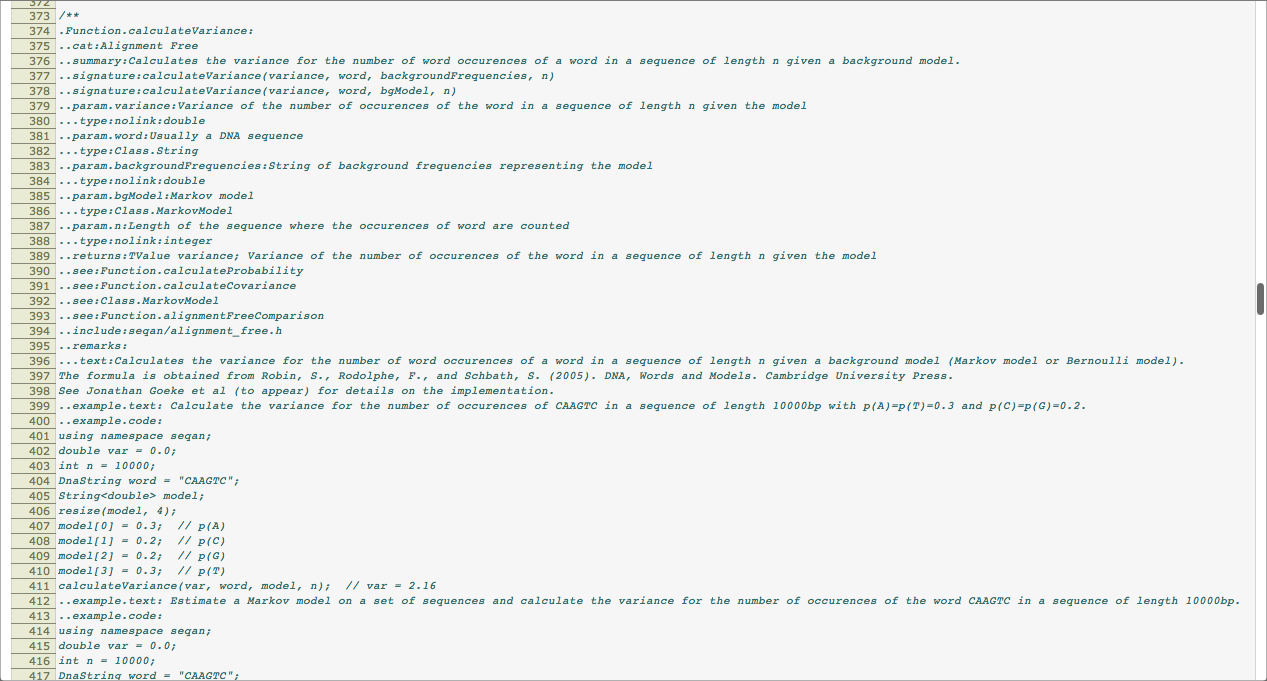 372
373 /**
374 .Function.calculateVariance:
375 ..cat:Alignment Free
376 ..summary:Calculates the variance for the number of word occurences of a word in a sequence of length n given a background model.
377 ..signature:calculateVariance(variance, word, backgroundFrequencies, n)
378 ..signature:calculateVariance(variance, word, bgModel, n)
379 ..param.variance:Variance of the number of occurences of the word in a sequence of length n given the model
380 ...type:nolink:double
381 ..param.word:Usually a DNA sequence
382 ...type:Class.String
383 ..param.backgroundFrequencies:String of background frequencies representing the model
384 ...type:nolink:double
385 ..param.bgModel:Markov model
386 ...type:Class.MarkovModel
387 ..param.n:Length of the sequence where the occurences of word are counted
388 ...type:nolink:integer
389 ..returns:TValue variance; Variance of the number of occurences of the word in a sequence of length n given the model
390 ..see:Function.calculateProbability
391 ..see:Function.calculateCovariance
392 ..see:Class.MarkovModel
393 ..see:Function.alignmentFreeComparison
394 ..include:seqan/alignment_free.h
395 ..remarks:
396 ...text:Calculates the variance for the number of word occurences of a word in a sequence of length n given a background model (Markov model or Bernoulli model).
397 The formula is obtained from Robin, S., Rodolphe, F., and Schbath, S. (2005). DNA, Words and Models. Cambridge University Press.
398 See Jonathan Goeke et al (to appear) for details on the implementation.
399 ..example.text: Calculate the variance for the number of occurences of CAAGTC in a sequence of length 10000bp with p(A)=p(T)=0.3 and p(C)=p(G)=0.2.
400 ..example.code:
401 using namespace seqan;
402 double var = 0.0;
403 int n = 10000;
404 DnaString word = "CAAGTC";
405 String<double> model;
406 resize(model, 4);
407 model[0] = 0.3;  // p(A)
408 model[1] = 0.2;  // p(C)
409 model[2] = 0.2;  // p(G)
410 model[3] = 0.3;  // p(T)
411 calculateVariance(var, word, model, n);  // var = 2.16
412 ..example.text: Estimate a Markov model on a set of sequences and calculate the variance for the number of occurences of the word CAAGTC in a sequence of length 10000bp.
413 ..example.code:
414 using namespace seqan;
415 double var = 0.0;
416 int n = 10000;
417 DnaString word = "CAAGTC";